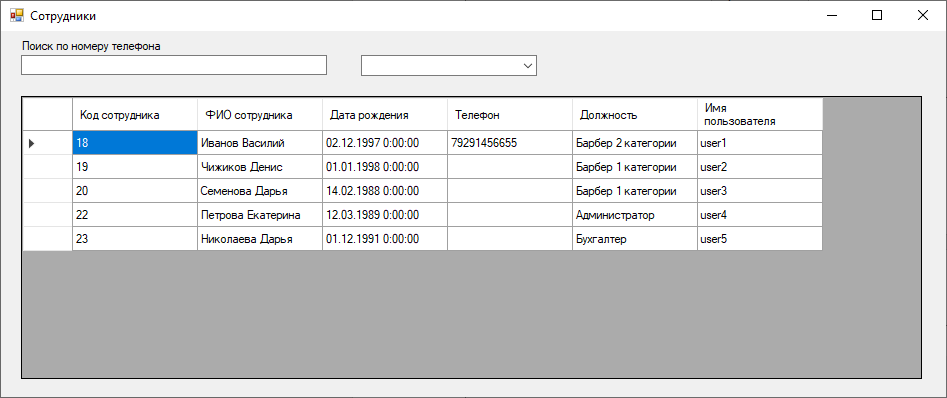 Сотрудники
Поиск по номеру телефона
Код сотрудника ФИО сотрудника Дата рождения Телефон Должность Имя пользователя
18 Иванов Василий 02.12.1997 0:00:00 79291456655 Барбер 2 категории user1
19 Чижиков Денис 01.01.1998 0:00:00 Барбер 1 категории user2
20 Семенова Дарья 14.02.1988 0:00:00 Барбер 1 категории user3
22 Петрова Екатерина 12.03.1989 0:00:00 Администратор user4
23 Николаева Дарья 01.12.1991 0:00:00 Бухгалтер user5